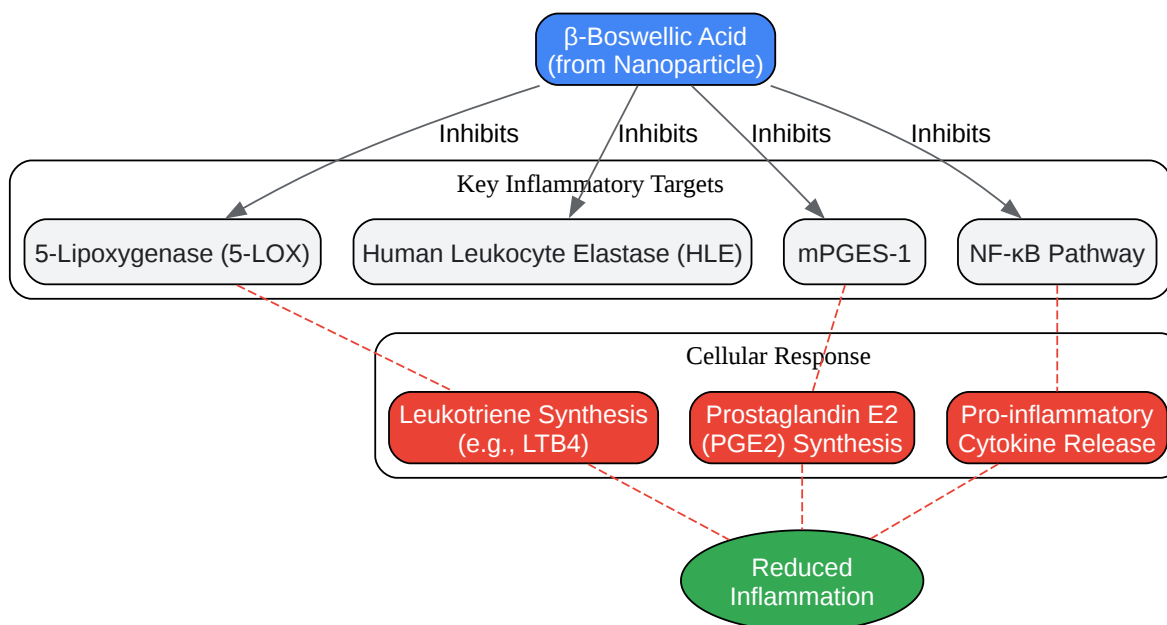 β-Boswellic Acid
(from Nanoparticle)
Inhibits
Inhibits
Inhibits
Inhibits
Key Inflammatory Targets
5-Lipoxygenase (5-LOX)
Human Leukocyte Elastase (HLE)
mPGES-1
NF-κB Pathway
Cellular Response
Leukotriene Synthesis
(e.g., LTB4)
Prostaglandin E2
(PGE2) Synthesis
Pro-inflammatory
Cytokine Release
Reduced
Inflammation